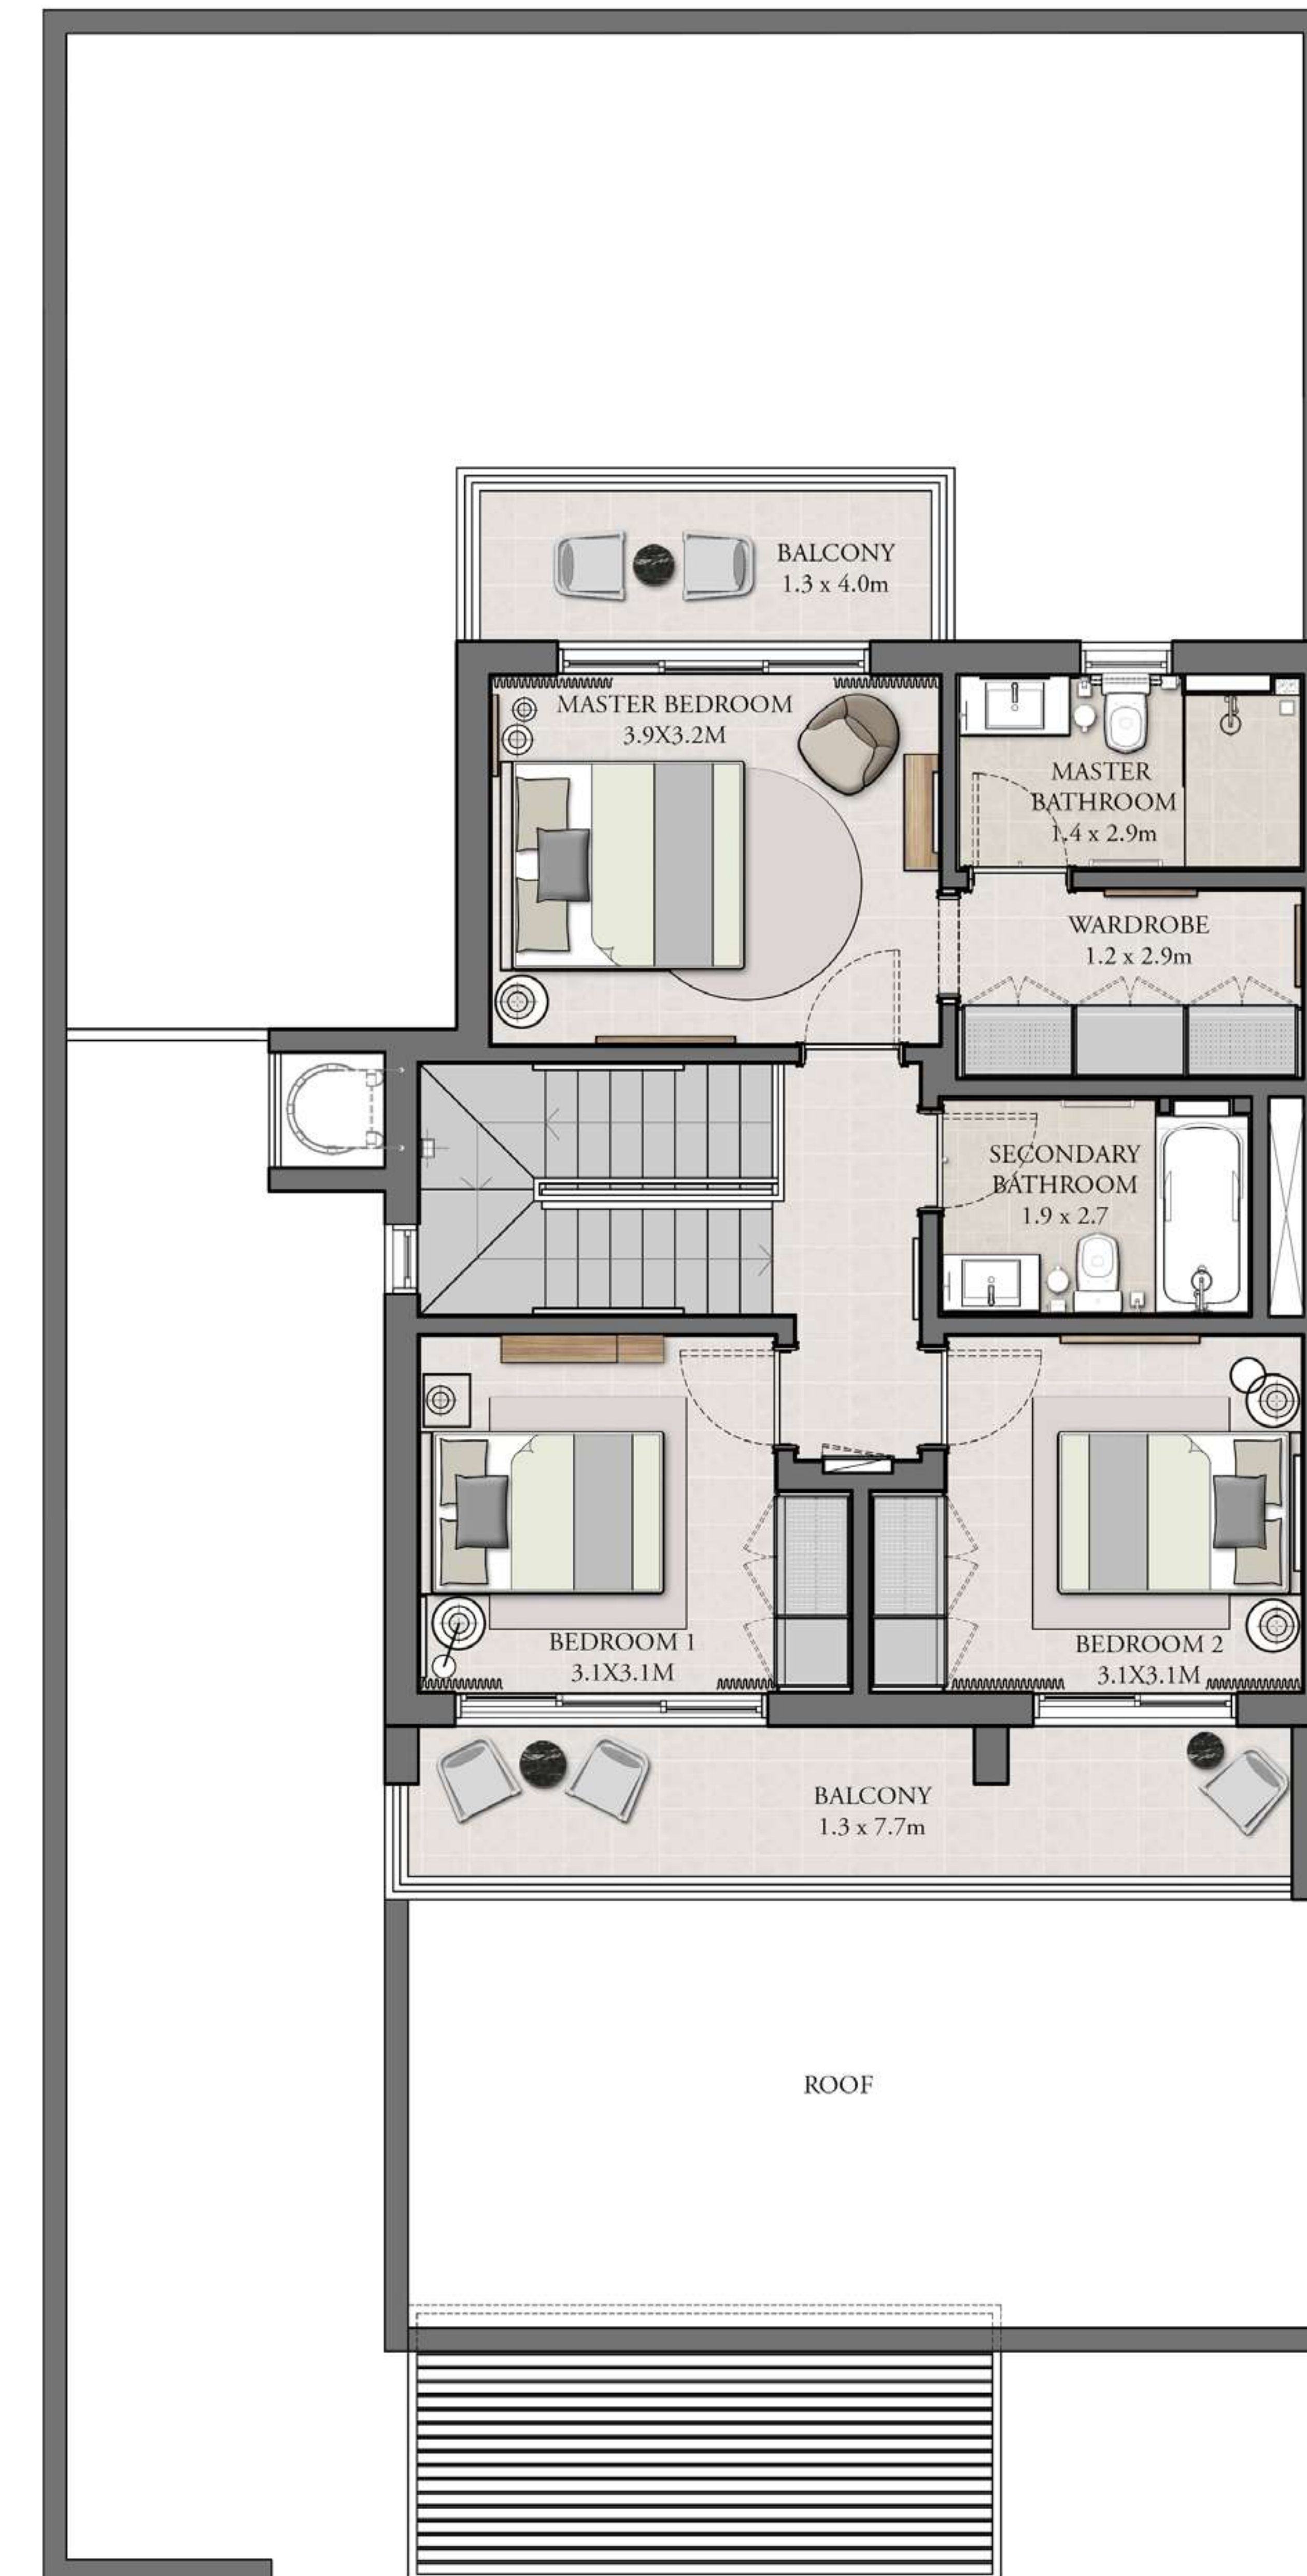 BALCONY
1.3 x 4.0m
MASTER BEDROOM
3.9X3.2M
MASTER
BATHROOM
1.4 x 2.9m
WARDROBE
1.2 x 2.9m
SECONDARY
BATHROOM
1.9 x 2.7
BEDROOM 1
3.1X3.1M
BEDROOM 2
3.1X3.1M
BALCONY
1.3 x 7.7m
ROOF